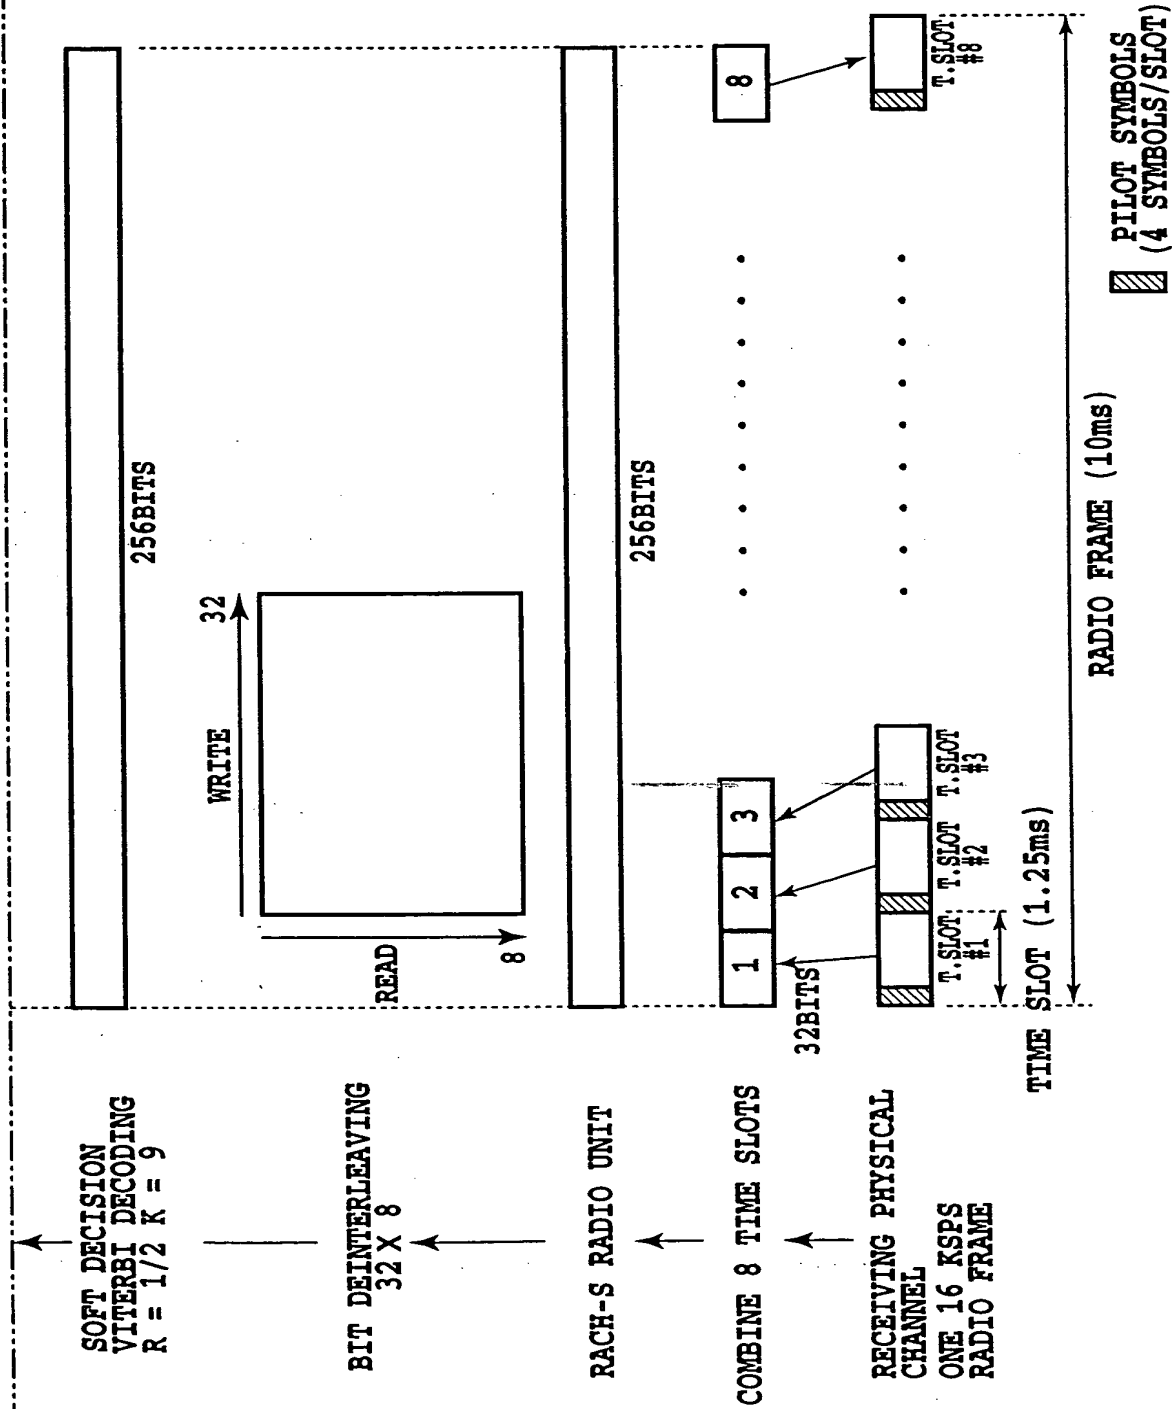 SOFT DECISION
VITERBI DECODING
R = 1/2 K = 9
256BITS
BIT DEINTERLEAVING
32 X 8
WRITE
32
READ
8
RACH-S RADIO UNIT
256BITS
COMBINE 8 TIME SLOTS
1
2
3
8
32BITS
RECEIVING PHYSICAL
CHANNEL
ONE 16 KSPS
RADIO FRAME
T.SLOT
#1
T.SLOT
#2
T.SLOT
#3
T.SLOT
#8
TIME SLOT (1.25ms)
RADIO FRAME (10ms)
PILOT SYMBOLS
(4 SYMBOLS/SLOT)